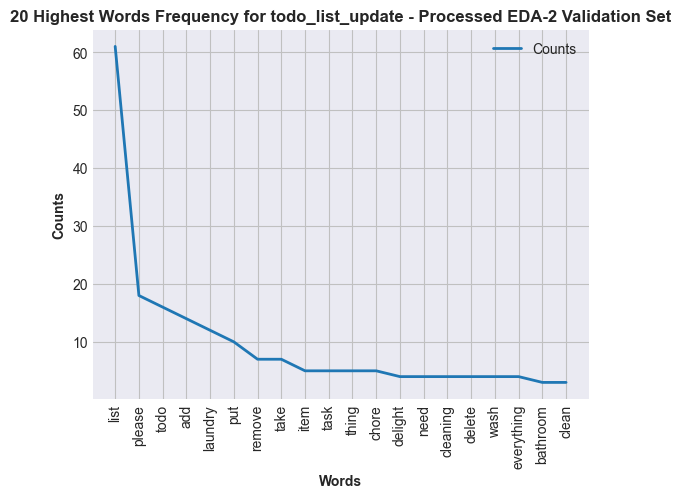 20 Highest Words Frequency for todo_list_update - Processed EDA-2 Validation Set
Counts
60
50
40
30
20
10
Counts
list
please
todo
add
laundry
put
remove
take
item
task
thing
chore
delight
need
cleaning
delete
wash
everything
bathroom
clean
Words